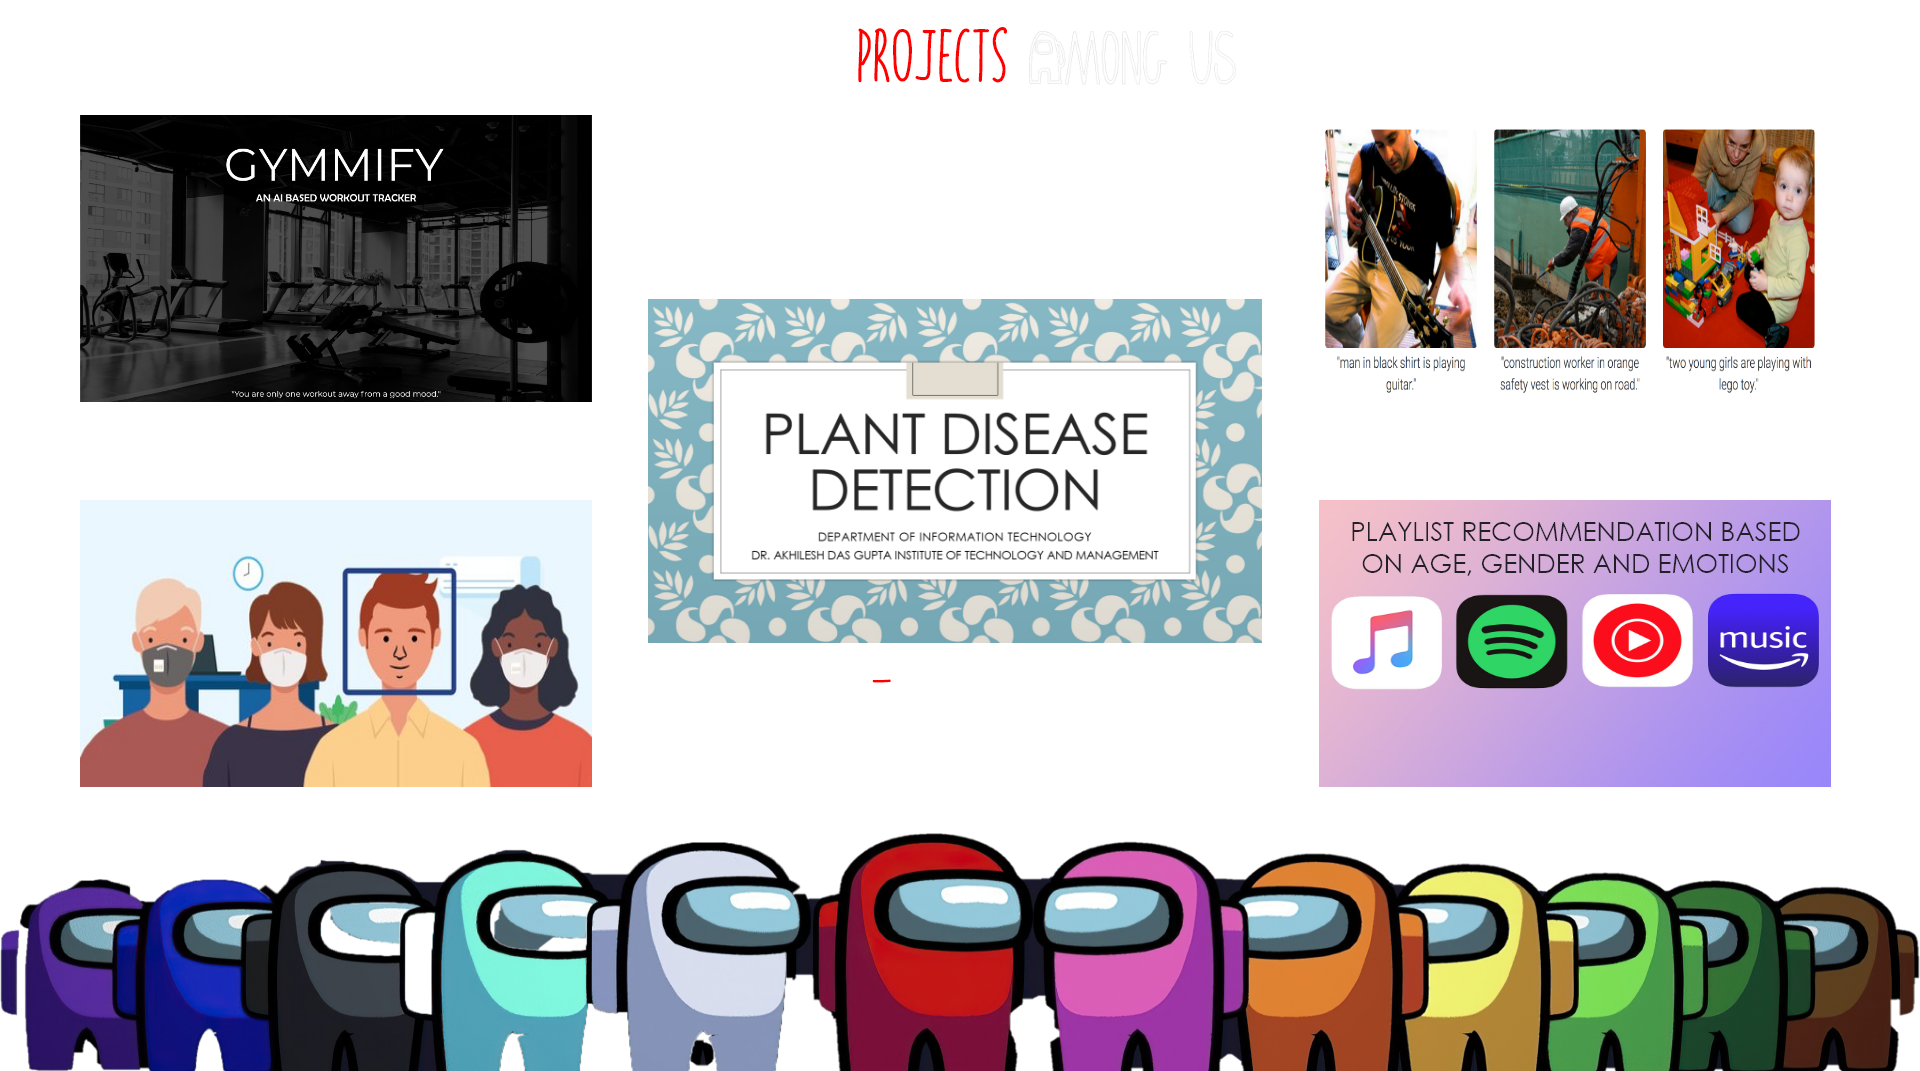 PROJECTS AMONG US
GYMMIFY
AN AI BASED WORKOUT TRACKER
"You are only one workout away from a good mood."
PLANT DISEASE
DETECTION
DEPARTMENT OF INFORMATION TECHNOLOGY
DR. AKHILESH DAS GUPTA INSTITUTE OF TECHNOLOGY AND MANAGEMENT
"man in black shirt is playing
guitar."
"construction worker in orange
safety vest is working on road."
"two young girls are playing with
lego toy."
PLAYLIST RECOMMENDATION BASED
ON AGE, GENDER AND EMOTIONS
music